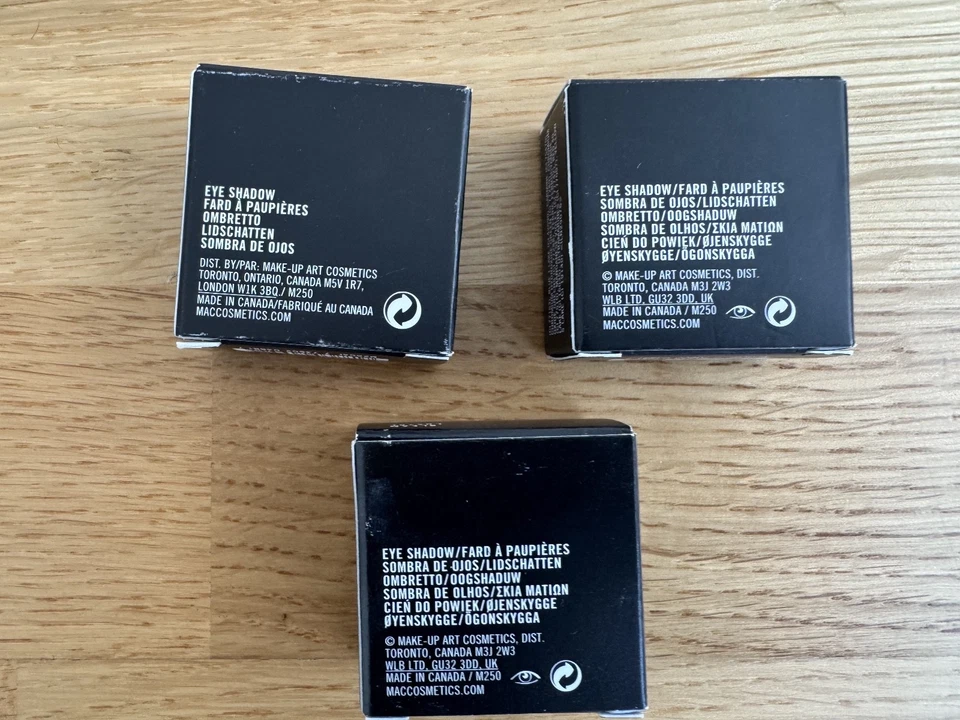 EYE SHADOW
FARD À PAUPIÈRES
OMBRETTO
LIDSCHATTEN
SOMBRA DE OJOS
DIST. BY/PAR: MAKE-UP ART COSMETICS
TORONTO, ONTARIO, CANADA M5V 1R7,
LONDON W1K 3BQ / M250
MADE IN CANADA/FABRIQUÉ AU CANADA
MACCOSMETICS.COM
EYE SHADOW/FARD À PAUPIÈRES
SOMBRA DE OJOS/LIDSCHATTEN
OMBRETTO/OOGSHADUW
SOMBRA DE OLHOS/ΣΚΙΑ ΜΑΤΙΩΝ
CIEŃ DO POWIEK/ØJENSKYGGE
ØYENSKYGGE/ÖGONSKYGGA
© MAKE-UP ART COSMETICS, DIST.
TORONTO, CANADA M3J 2W3
WLB LTD, GU32 3DD, UK
MADE IN CANADA / M250
MACCOSMETICS.COM
EYE SHADOW/FARD À PAUPIÈRES
SOMBRA DE OJOS/LIDSCHATTEN
OMBRETTO/OOGSHADUW
SOMBRA DE OLHOS/ΣΚΙΑ ΜΑΤΙΩΝ
CIEŃ DO POWIEK/ØJENSKYGGE
ØYENSKYGGE/ÖGONSKYGGA
© MAKE-UP ART COSMETICS, DIST.
TORONTO, CANADA M3J 2W3
WLB LTD, GU32 3DD, UK
MADE IN CANADA / M250
MACCOSMETICS.COM